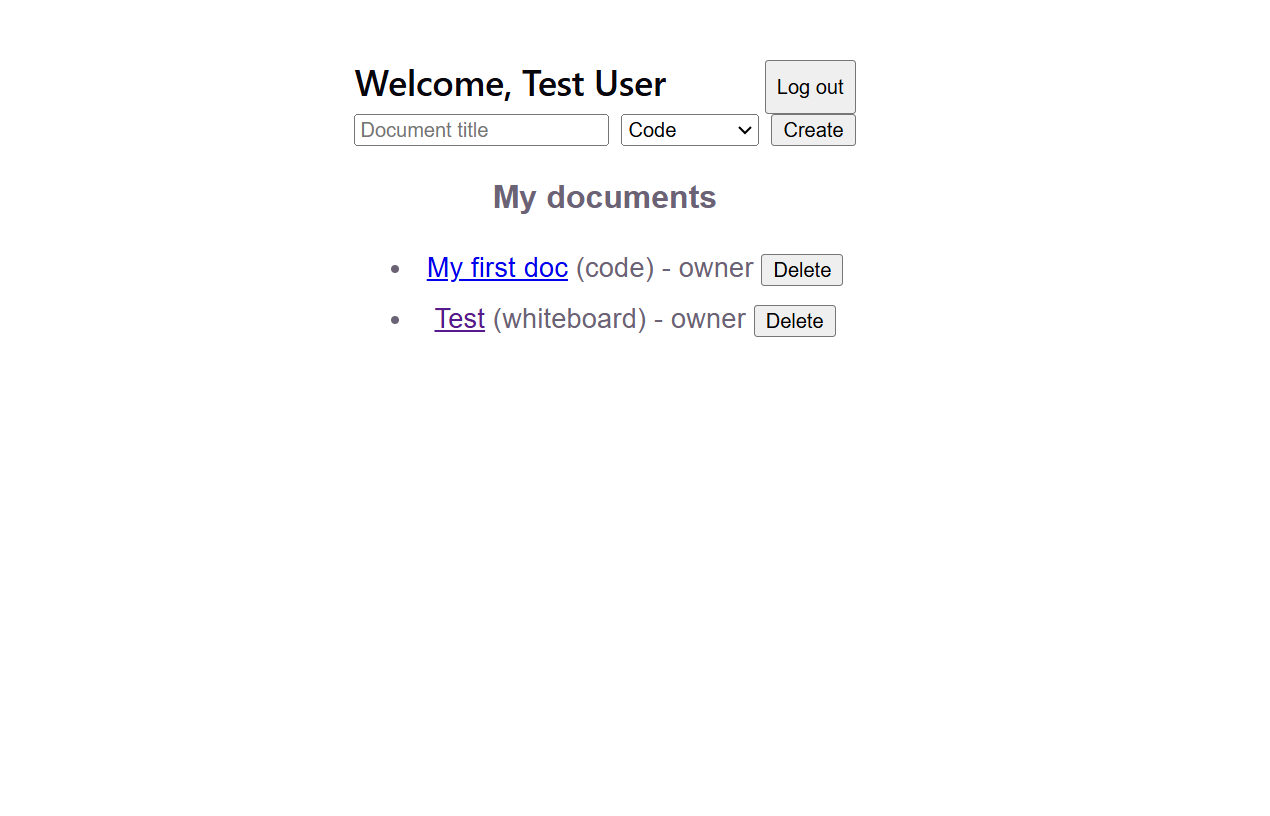 Welcome, Test User
Log out
Document title
Code
Create
My documents
My first doc (code) - owner Delete
Test (whiteboard) - owner Delete